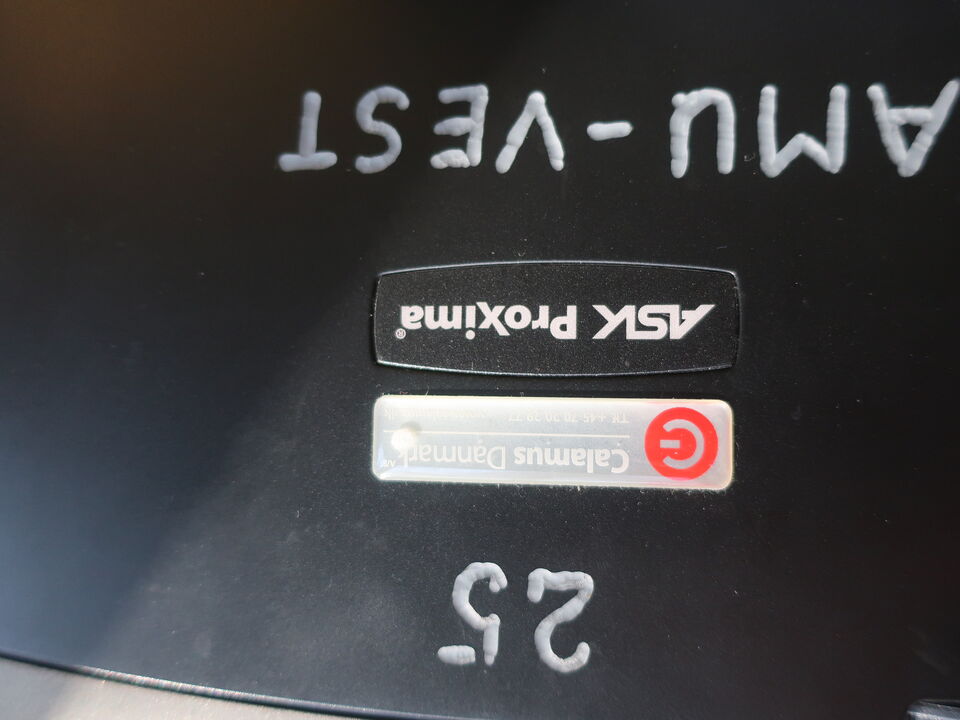 25
Calamus Danmark
ASK Proxima®
AMU-VEST